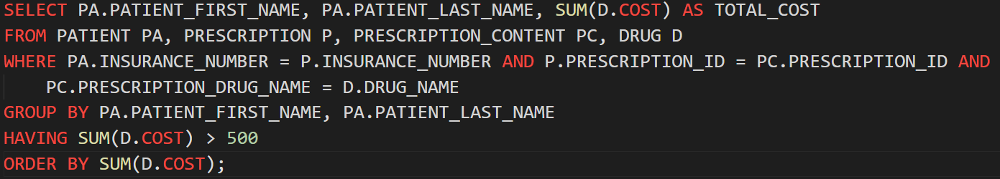 SELECT PA.PATIENT_FIRST_NAME, PA.PATIENT_LAST_NAME, SUM(D.COST) AS TOTAL_COST
FROM PATIENT PA, PRESCRIPTION P, PRESCRIPTION_CONTENT PC, DRUG D
WHERE PA.INSURANCE_NUMBER = P.INSURANCE_NUMBER AND P.PRESCRIPTION_ID = PC.PRESCRIPTION_ID AND
    PC.PRESCRIPTION_DRUG_NAME = D.DRUG_NAME
GROUP BY PA.PATIENT_FIRST_NAME, PA.PATIENT_LAST_NAME
HAVING SUM(D.COST) > 500
ORDER BY SUM(D.COST);